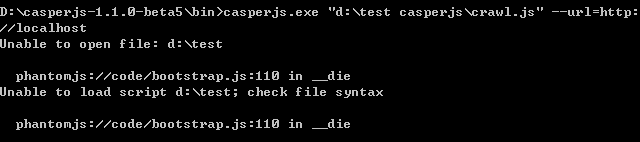 D:\casperjs-1.1.0-beta5\bin>casperjs.exe "d:\test casperjs\crawl.js" --url=http:
//localhost
Unable to open file: d:\test
  phantomjs://code/bootstrap.js:110 in __die
Unable to load script d:\test; check file syntax
  phantomjs://code/bootstrap.js:110 in __die